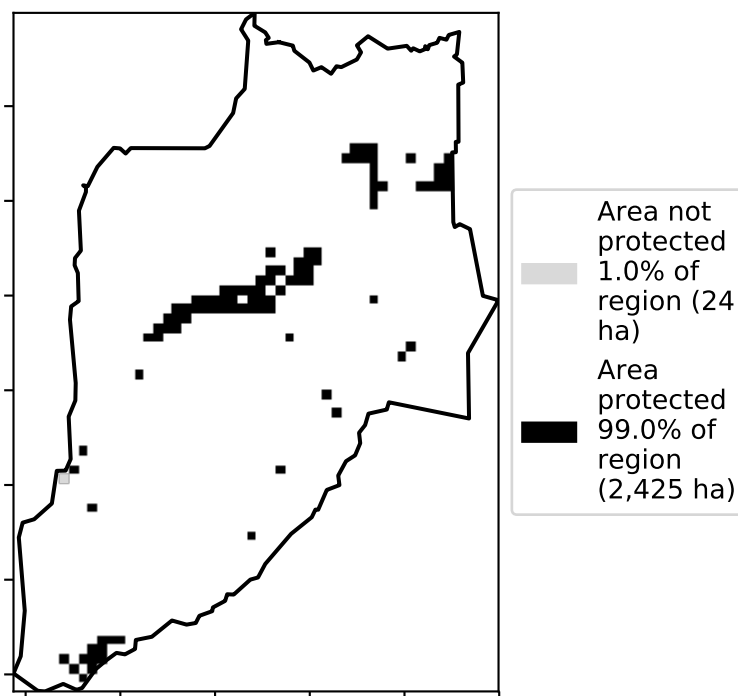 Area not
protected
1.0% of
region (24
ha)
Area
protected
99.0% of
region
(2,425 ha)